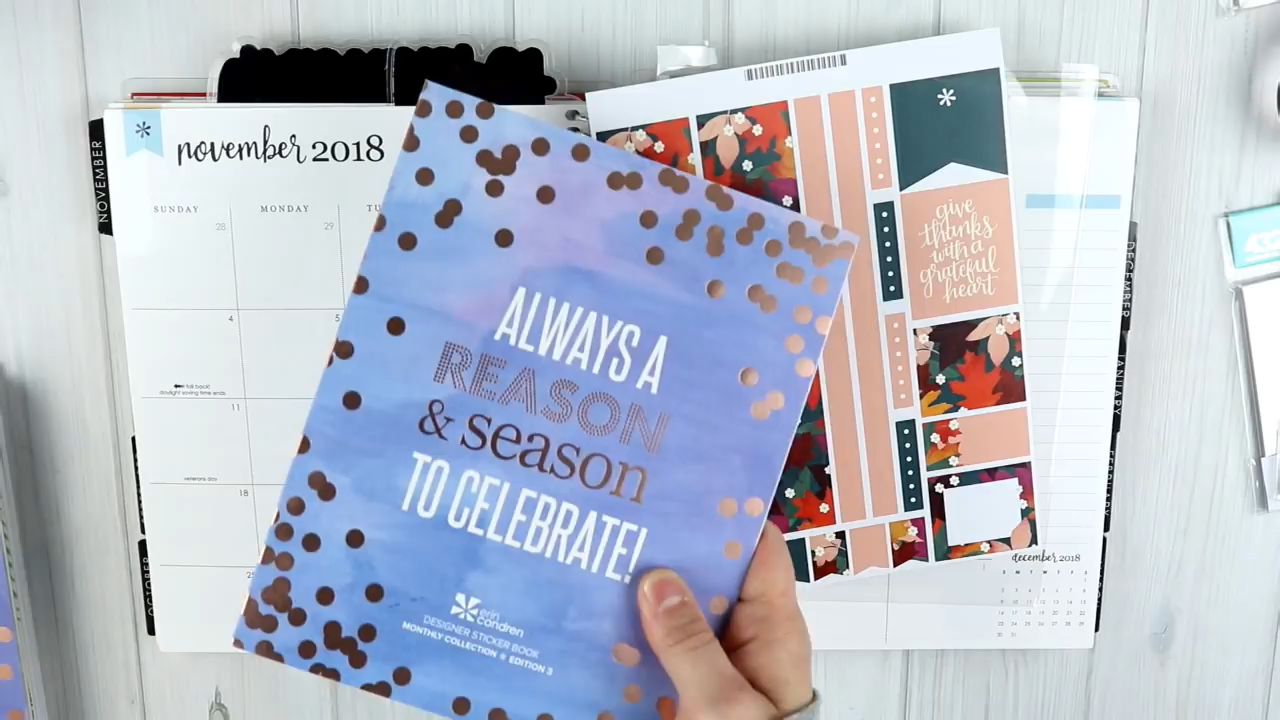 november 2018
NOVEMBER
SUNDAY
MONDAY
TU
28
29
4
5
fall back!
daylight saving time ends
11
veterans day
18
25
OCTOBER
ALWAYS A
REASON
& season
TO CELEBRATE!
erin
condren
DESIGNER STICKER BOOK
MONTHLY COLLECTION * EDITION 3
give
thanks
with a
grateful
heart
DECEMBER
JANUARY
FEBRUARY
december 2018
S M T W T F S